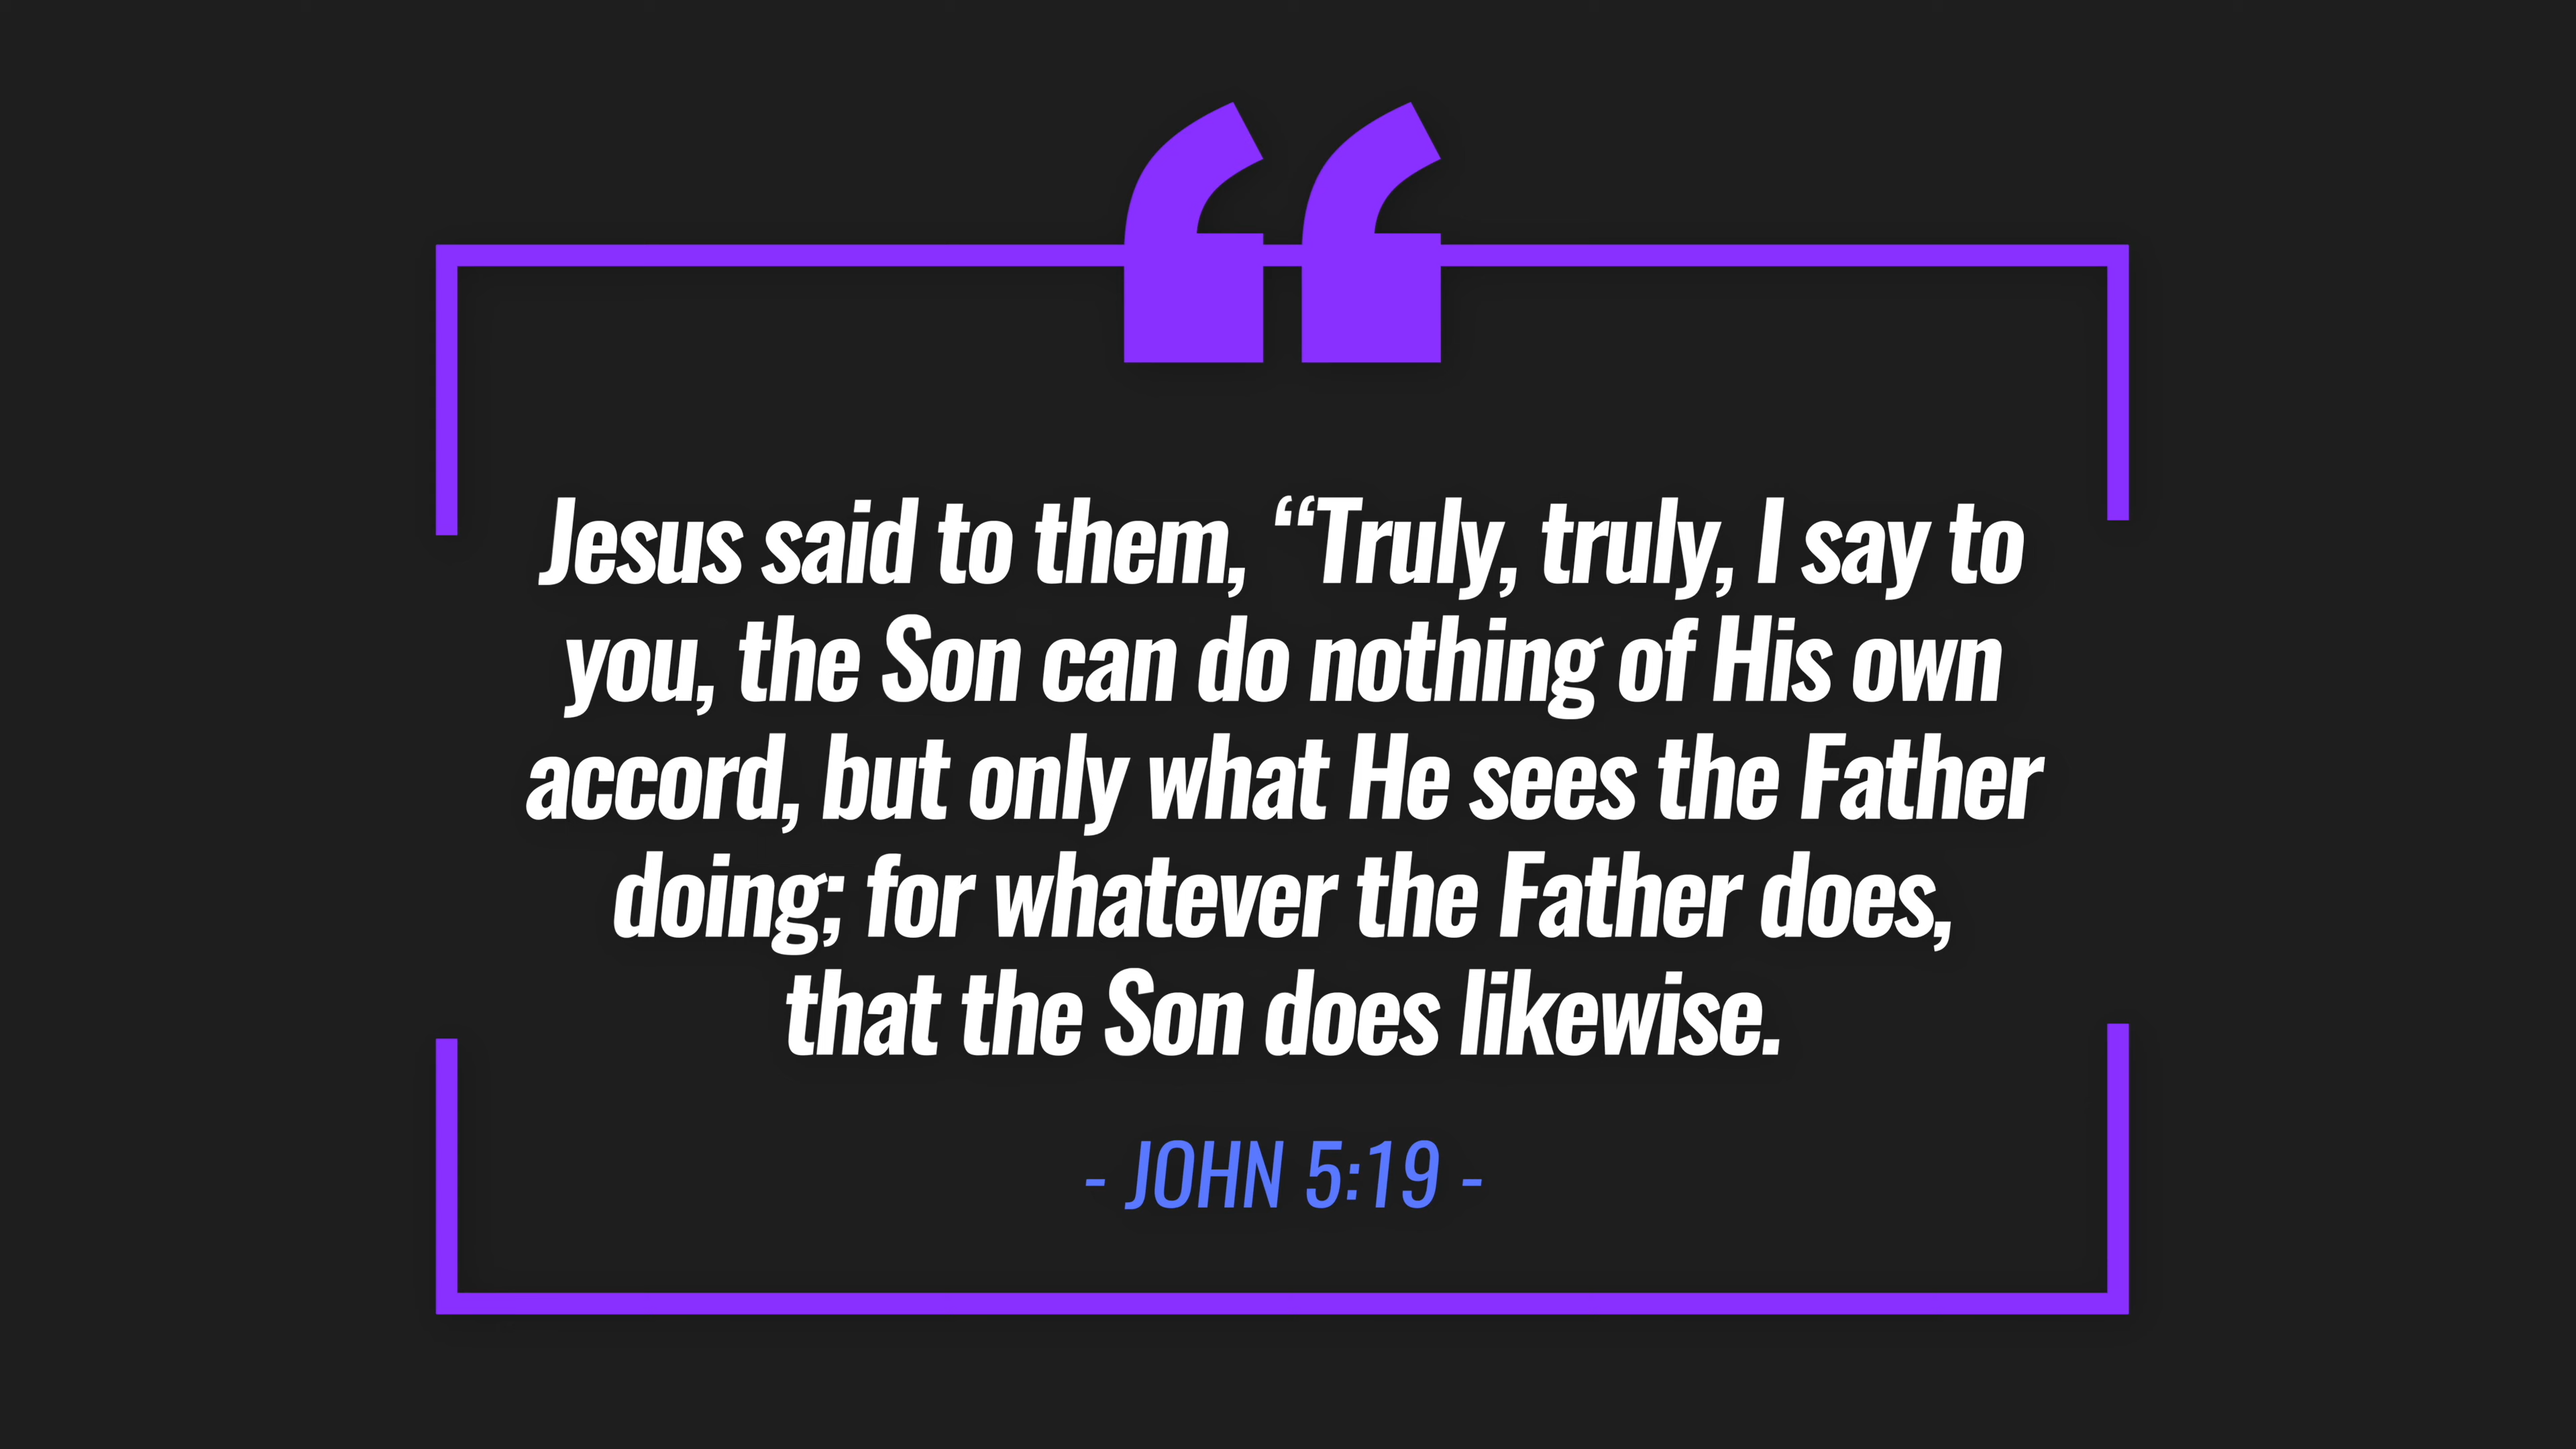 Jesus said to them, “Truly, truly, I say to
you, the Son can do nothing of His own
accord, but only what He sees the Father
doing; for whatever the Father does,
that the Son does likewise.
- JOHN 5:19 -